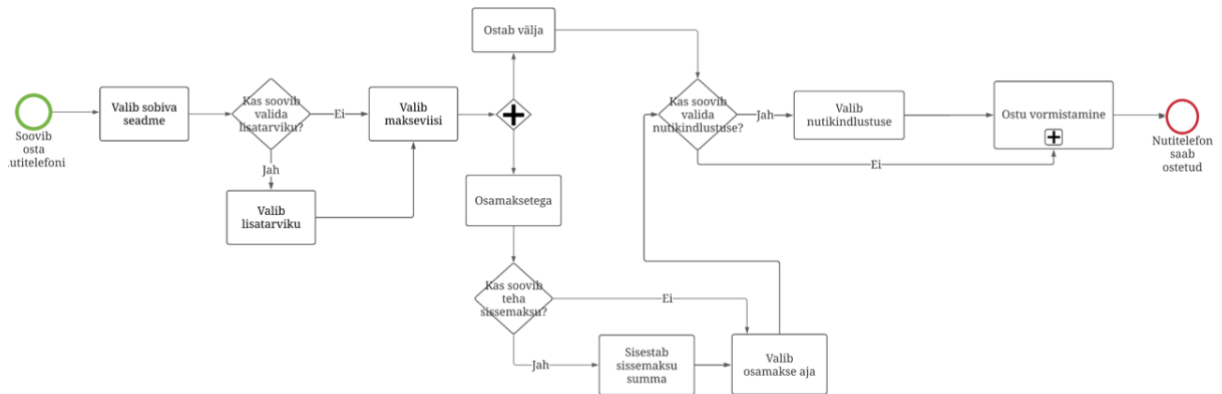 Soovib
osta
utitelefoni
Valib sobiva
seadme
Kas soovib
valida
lisatarviku?
Ei
Jah
Valib
lisatarviku
Valib
makseviisi
Ostab välja
Osamaksetega
Kas soovib
teha
sissemaksu?
Ei
Jah
Sisestab
sissemaksu
summa
Valib
osamakse aja
Kas soovib
valida
nutikindlustuse?
Jah
Ei
Valib
nutikindlustuse
Ostu vormistamine
Nutitelefon
saab
ostetud